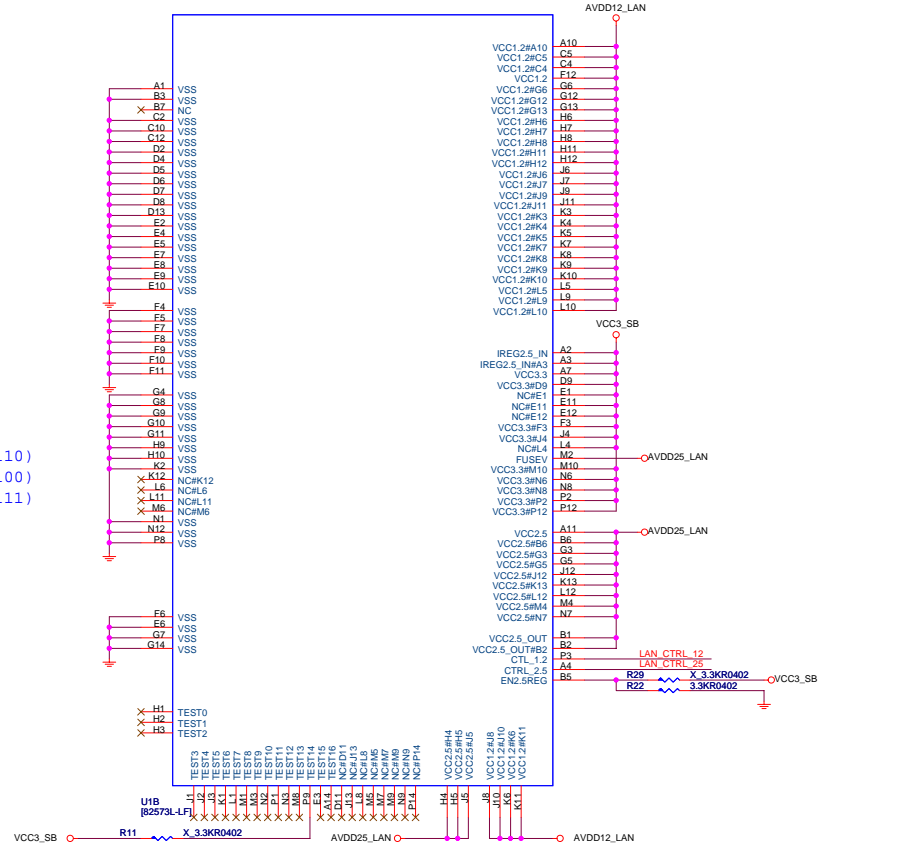 AVDD12_LAN
VCC1.2#A10 A10
VCC1.2#C5 C5
VCC1.2#C4 C4
VCC1.2 F12
VCC1.2#G6 G6
VCC1.2#G12 G12
VCC1.2#G13 G13
VCC1.2#H6 H6
VCC1.2#H7 H7
VCC1.2#H8 H8
VCC1.2#H11 H11
VCC1.2#H12 H12
VCC1.2#J6 J6
VCC1.2#J7 J7
VCC1.2#J9 J9
VCC1.2#J11 J11
VCC1.2#K3 K3
VCC1.2#K4 K4
VCC1.2#K5 K5
VCC1.2#K7 K7
VCC1.2#K8 K8
VCC1.2#K9 K9
VCC1.2#K10 K10
VCC1.2#L5 L5
VCC1.2#L9 L9
VCC1.2#L10 L10
A1 VSS
B3 VSS
B7 NC
C2 VSS
C10 VSS
C12 VSS
D2 VSS
D4 VSS
D5 VSS
D6 VSS
D7 VSS
D8 VSS
D13 VSS
E2 VSS
E4 VSS
E5 VSS
E7 VSS
E8 VSS
E9 VSS
E10 VSS
F4 VSS
F5 VSS
F7 VSS
F8 VSS
F9 VSS
F10 VSS
F11 VSS
G4 VSS
G8 VSS
G9 VSS
G10 VSS
G11 VSS
H9 VSS
H10 VSS
K2 VSS
K12 NC#K12
L6 NC#L6
L11 NC#L11
M6 NC#M6
N1 VSS
N12 VSS
P8 VSS
F6 VSS
E6 VSS
G7 VSS
G14 VSS
H1 TEST0
H2 TEST1
H3 TEST2
10)
00)
11)
VCC3_SB
IREG2.5_IN A2
IREG2.5_IN#A3 A3
VCC3.3 A7
VCC3.3#D9 D9
NC#E1 E1
NC#E11 E11
NC#E12 E12
VCC3.3#F3 F3
VCC3.3#J4 J4
NC#L4 L4
FUSEV M2 AVDD25_LAN
VCC3.3#M10 M10
VCC3.3#N6 N6
VCC3.3#N8 N8
VCC3.3#P2 P2
VCC3.3#P12 P12
VCC2.5 A11 AVDD25_LAN
VCC2.5#B6 B6
VCC2.5#G3 G3
VCC2.5#G5 G5
VCC2.5#J12 J12
VCC2.5#K13 K13
VCC2.5#L12 L12
VCC2.5#M4 M4
VCC2.5#N7 N7
VCC2.5_OUT B1
VCC2.5_OUT#B2 B2
CTL_1.2 P3 LAN_CTRL_12
CTRL_2.5 A4 LAN_CTRL_25
EN2.5REG B5 R29 X_3.3KR0402 VCC3_SB
R22 3.3KR0402
TEST3 J1
TEST4 J2
TEST5 J3
TEST6 K1
TEST7 L1
TEST8 M1
TEST9 M3
TEST10 N2
TEST11 P1
TEST12 N3
TEST13 M8
TEST14 P9
TEST15 E3
TEST16 A14
NC#D11 D11
NC#J13 J13
NC#L8 L8
NC#M5 M5
NC#M7 M7
NC#M9 M9
NC#N9 N9
NC#P14 P14
VCC2.5#H4 H4
VCC2.5#H5 H5
VCC2.5#J5 J5
VCC1.2#J8 J8
VCC1.2#J10 J10
VCC1.2#K6 K6
VCC1.2#K11 K11
U1B
[82573L-LF]
VCC3_SB R11 X_3.3KR0402 AVDD25_LAN AVDD12_LAN